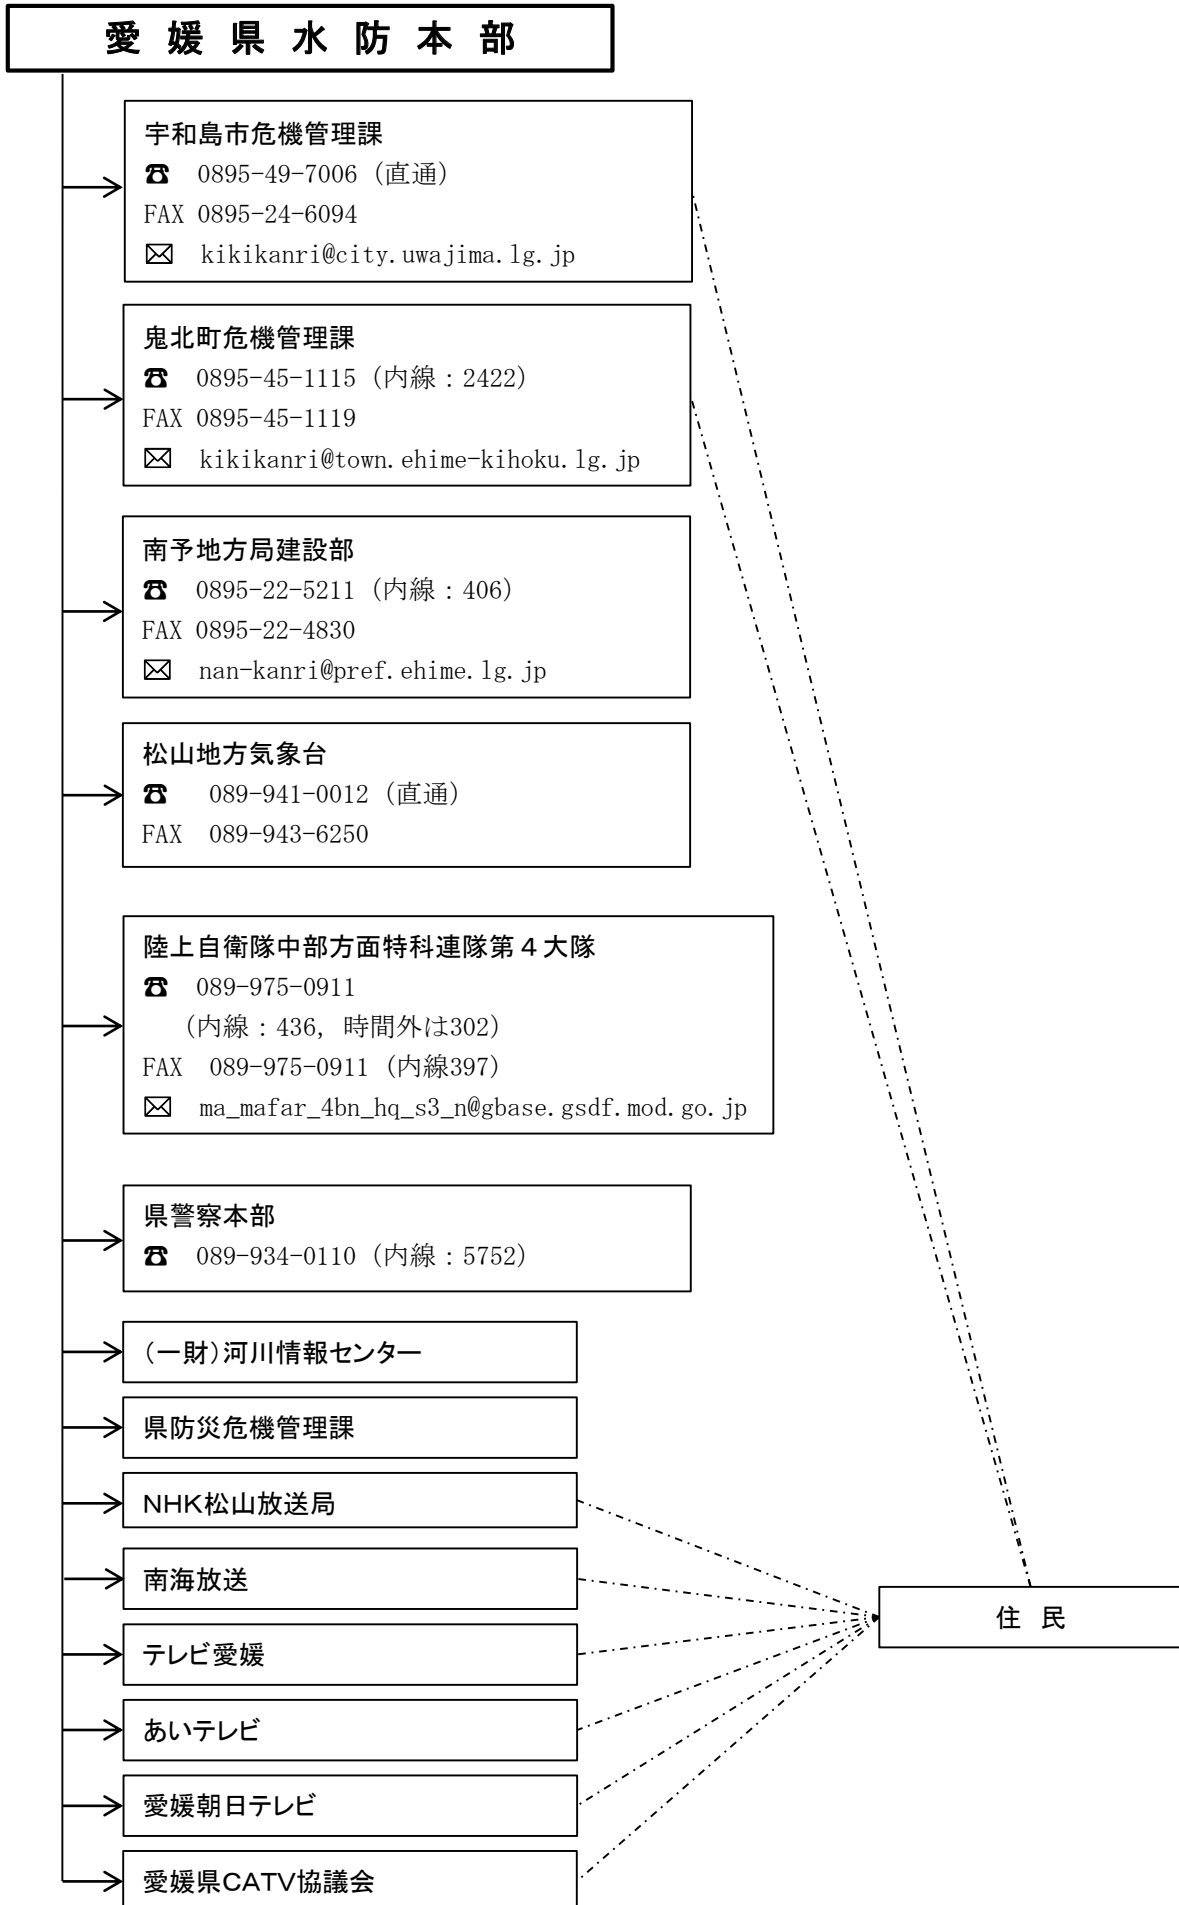 愛媛県水防本部
宇和島市危機管理課
☎ 0895-49-7006（直通）
FAX 0895-24-6094
✉ kikikanri@city.uwajima.lg.jp
鬼北町危機管理課
☎ 0895-45-1115（内線：2422）
FAX 0895-45-1119
✉ kikikanri@town.ehime-kihoku.lg.jp
南予地方局建設部
☎ 0895-22-5211（内線：406）
FAX 0895-22-4830
✉ nan-kanri@pref.ehime.lg.jp
松山地方気象台
☎ 089-941-0012（直通）
FAX 089-943-6250
陸上自衛隊中部方面特科連隊第４大隊
☎ 089-975-0911
（内線：436, 時間外は302）
FAX 089-975-0911（内線397）
✉ ma_mafar_4bn_hq_s3_n@gbase.gsdf.mod.go.jp
県警察本部
☎ 089-934-0110（内線：5752）
（一財）河川情報センター
県防災危機管理課
NHK松山放送局
南海放送
住民
テレビ愛媛
あいテレビ
愛媛朝日テレビ
愛媛県CATV協議会